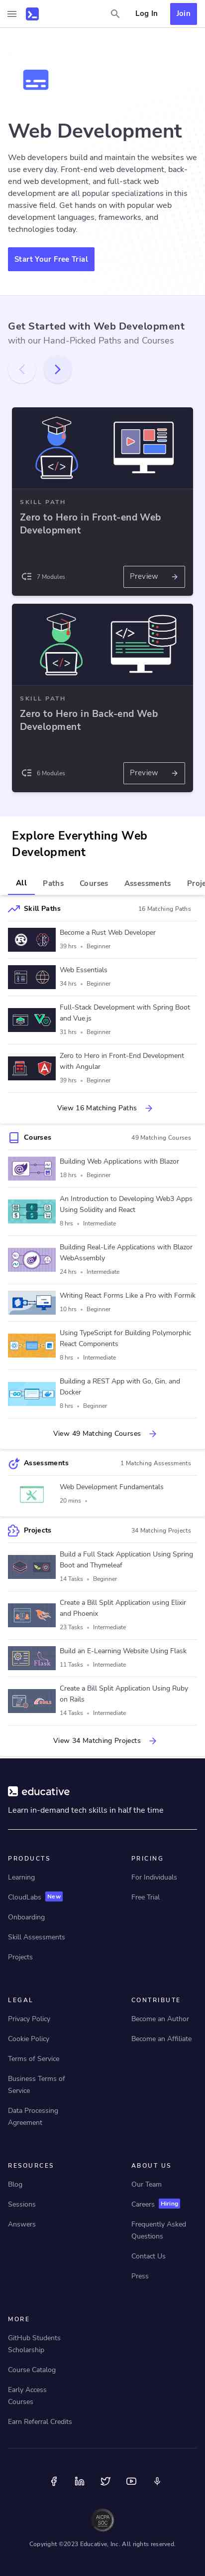 Log In
Join
Web Development
Web developers build and maintain the websites we
every day. Front-end web development, back-
end web development, and full-stack web
development are all popular specializations in this
massive field. Get hands on with popular web
development languages, frameworks, and
technologies today.
Start Your Free Trial
Get Started with Web Development
with our Hand-Picked Paths and Courses
SKILL PATH
Zero to Hero in Front-end Web
Development
7 Modules
Preview
SKILL PATH
Zero to Hero in Back-end Web
Development
6 Modules
Preview
Explore Everything Web
Development
All Paths Courses Assessments Proje
Skill Paths 16 Matching Paths
Become a Rust Web Developer
39 hrs • Beginner
Web Essentials
34 hrs • Beginner
Full-Stack Development with Spring Boot
and Vue.js
31 hrs • Beginner
Zero to Hero in Front-End Development
with Angular
39 hrs • Beginner
View 16 Matching Paths
Courses 49 Matching Courses
Building Web Applications with Blazor
18 hrs • Beginner
An Introduction to Developing Web3 Apps
Using Solidity and React
8 hrs • Intermediate
Building Real-Life Applications with Blazor
WebAssembly
24 hrs • Intermediate
Writing React Forms Like a Pro with Formik
10 hrs • Beginner
Using TypeScript for Building Polymorphic
React Components
8 hrs • Intermediate
Building a REST App with Go, Gin, and
Docker
8 hrs • Beginner
View 49 Matching Courses
Assessments 1 Matching Assessments
Web Development Fundamentals
20 mins •
Projects 34 Matching Projects
Build a Full Stack Application Using Spring
Boot and Thymeleaf
14 Tasks • Beginner
Create a Bill Split Application using Elixir
and Phoenix
23 Tasks • Intermediate
Build an E-Learning Website Using Flask
11 Tasks • Intermediate
Create a Bill Split Application Using Ruby
on Rails
14 Tasks • Intermediate
View 34 Matching Projects
educative
Learn in-demand tech skills in half the time
PRODUCTS
Learning
CloudLabs New
Onboarding
Skill Assessments
Projects
PRICING
For Individuals
Free Trial
LEGAL
Privacy Policy
Cookie Policy
Terms of Service
Business Terms of
Service
Data Processing
Agreement
CONTRIBUTE
Become an Author
Become an Affiliate
RESOURCES
Blog
Sessions
Answers
ABOUT US
Our Team
Careers Hiring
Frequently Asked
Questions
Contact Us
Press
MORE
GitHub Students
Scholarship
Course Catalog
Early Access
Courses
Earn Referral Credits
AICPA
SOC
Copyright ©2023 Educative, Inc. All rights reserved.